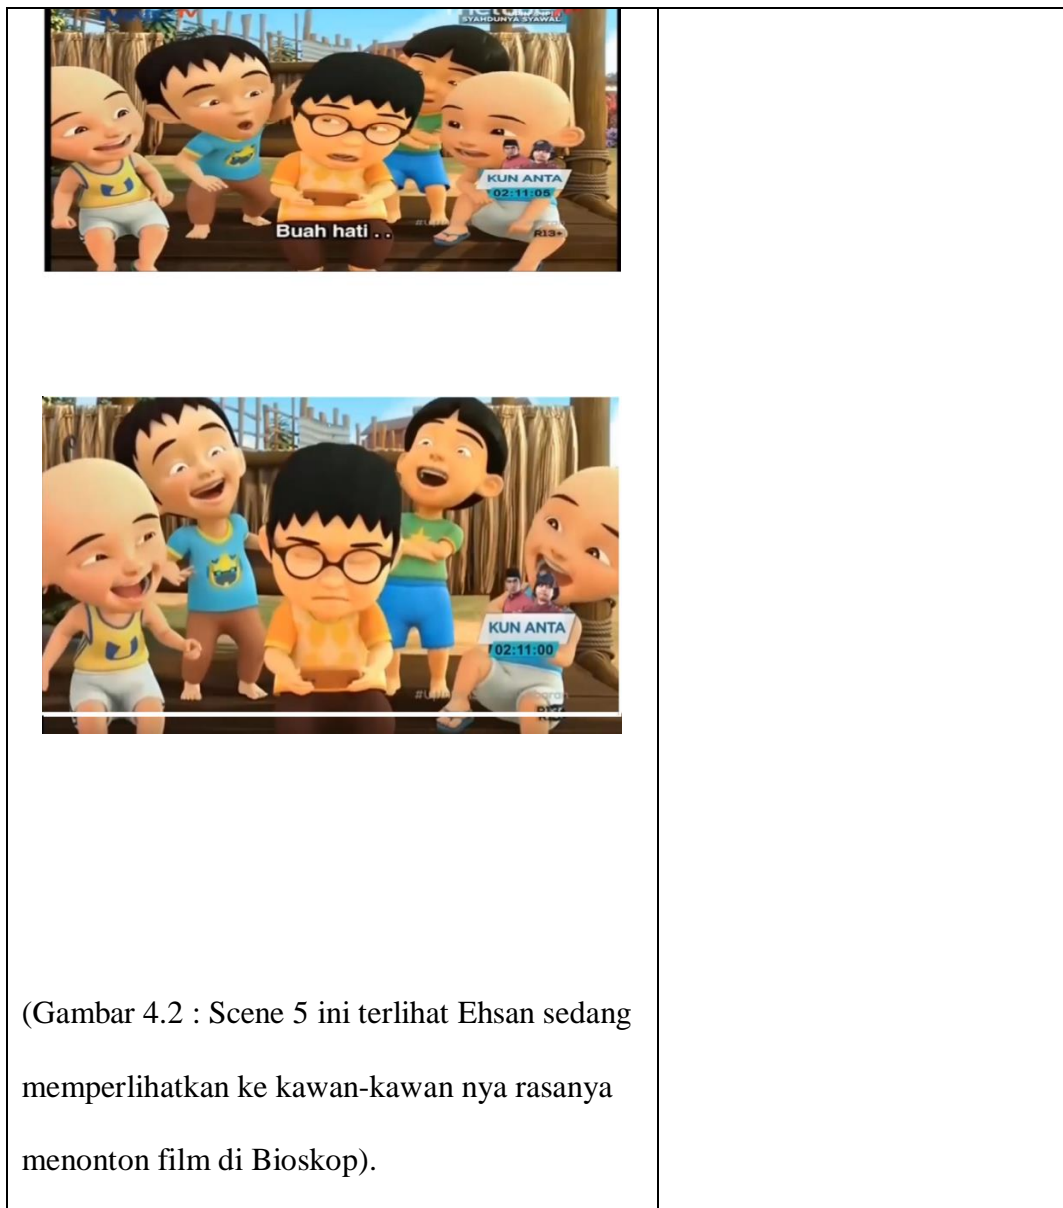 SYAHDUNYA SYAWAL
KUN ANTA
02:11:05
Buah hati . .
R13+
KUN ANTA
02:11:00
(Gambar 4.2 : Scene 5 ini terlihat Ehsan sedang
memperlihatkan ke kawan-kawan nya rasanya
menonton film di Bioskop).